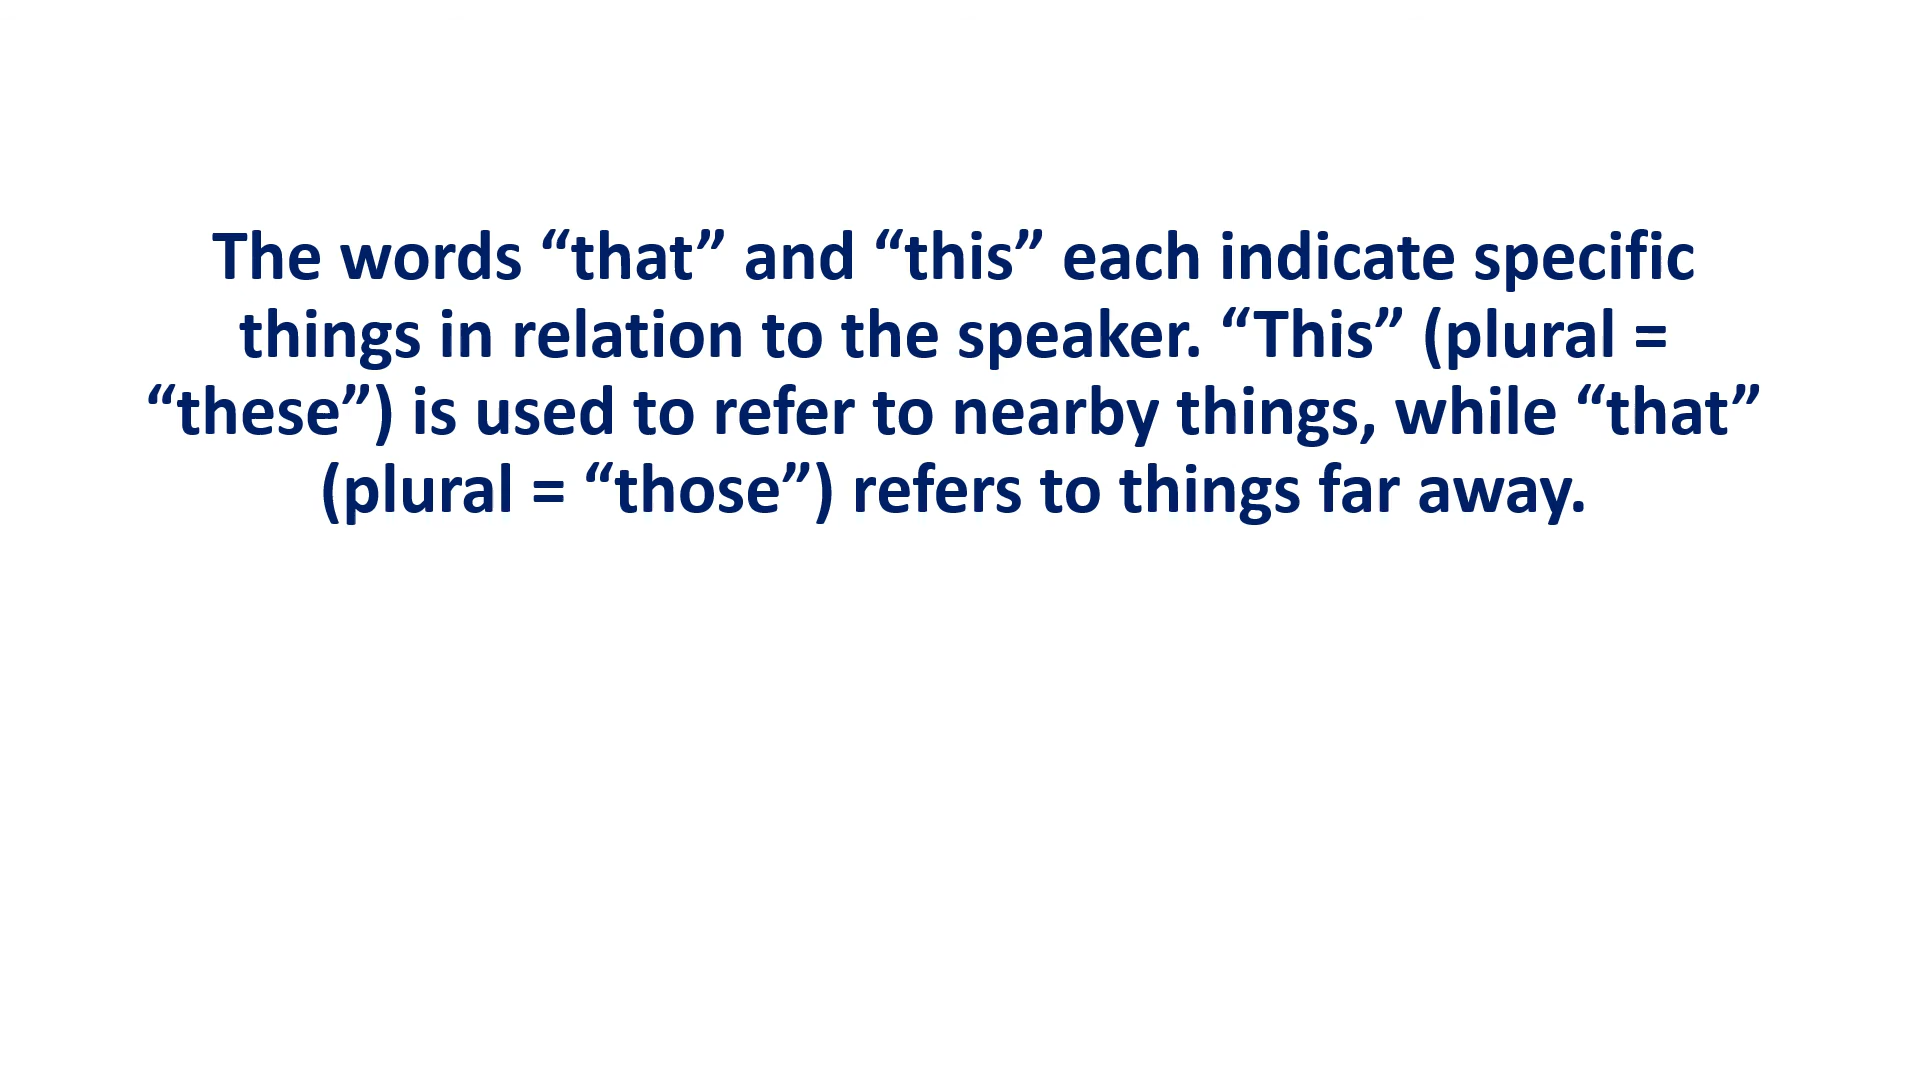 The words “that” and “this” each indicate specific
things in relation to the speaker. “This” (plural =
“these”) is used to refer to nearby things, while “that”
(plural = “those”) refers to things far away.